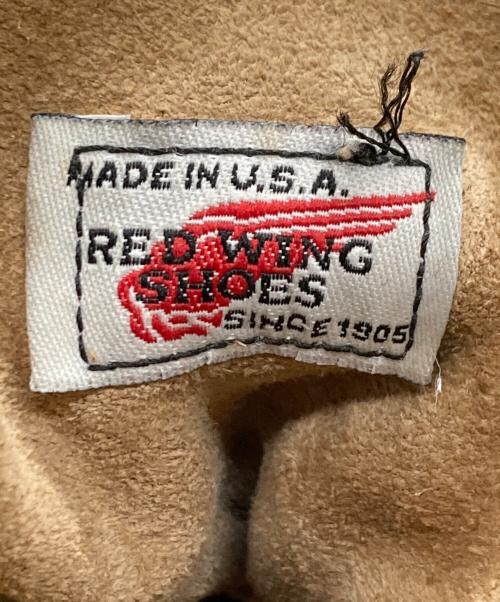 MADE IN U.S.A.
RED WING
SHOES
SINCE 1905